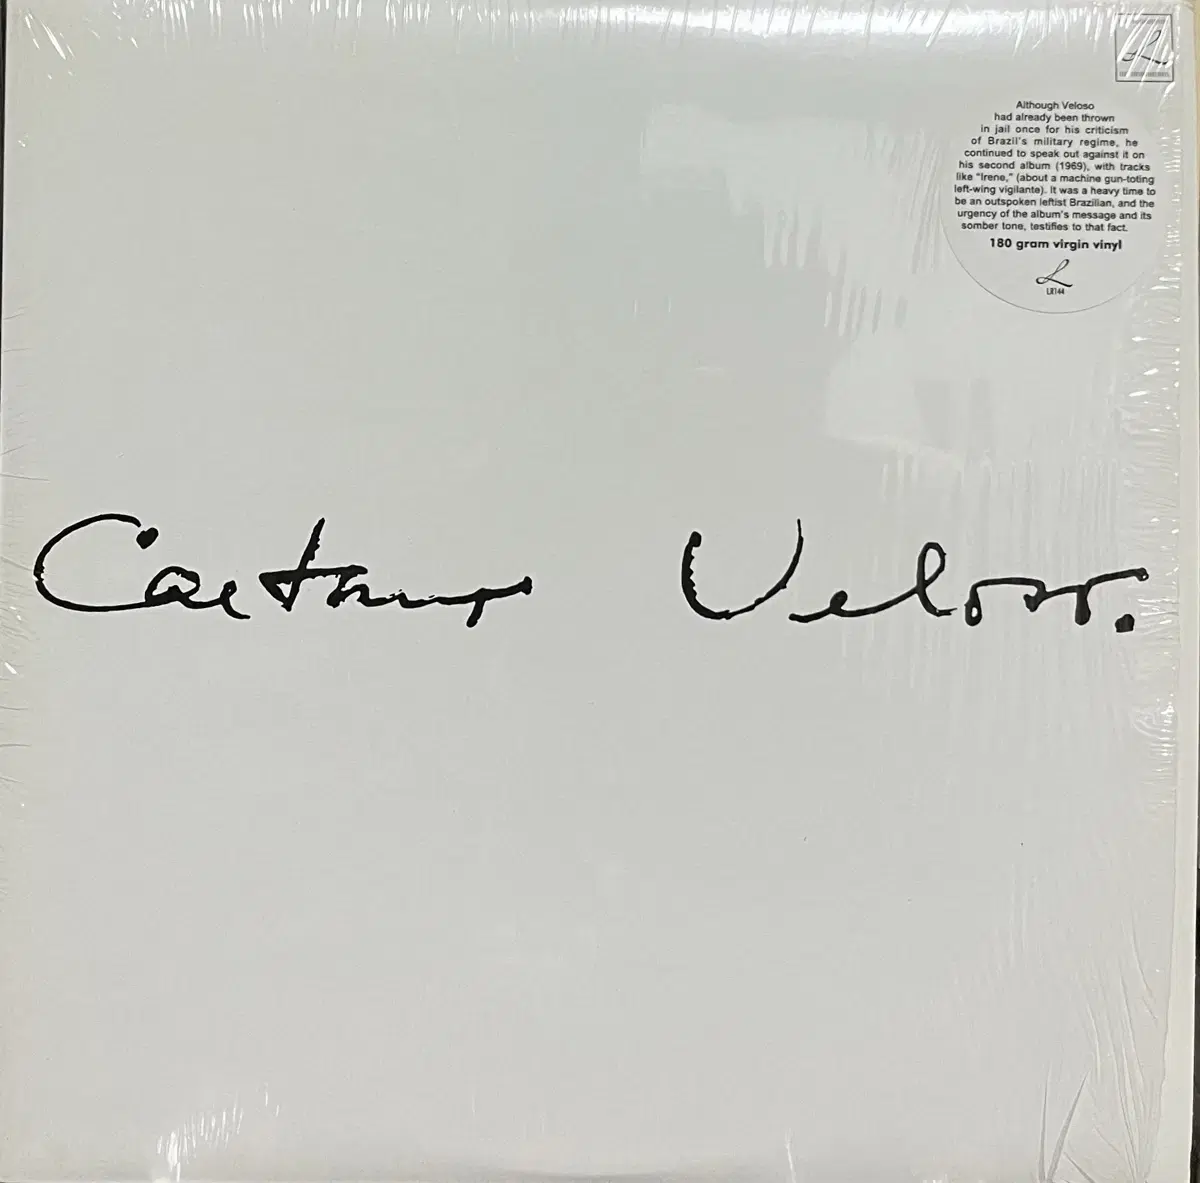 Although Veloso
had already been thrown
in jail once for his criticism
of Brazil's military regime, he
continued to speak out against it on
his second album (1969), with tracks
like "Irene," (about a machine gun-toting
left-wing vigilante). It was a heavy time to
be an outspoken leftist Brazilian, and the
urgency of the album's message and its
somber tone, testifies to that fact.
180 gram virgin vinyl
L
LR144
Caetano Veloso.